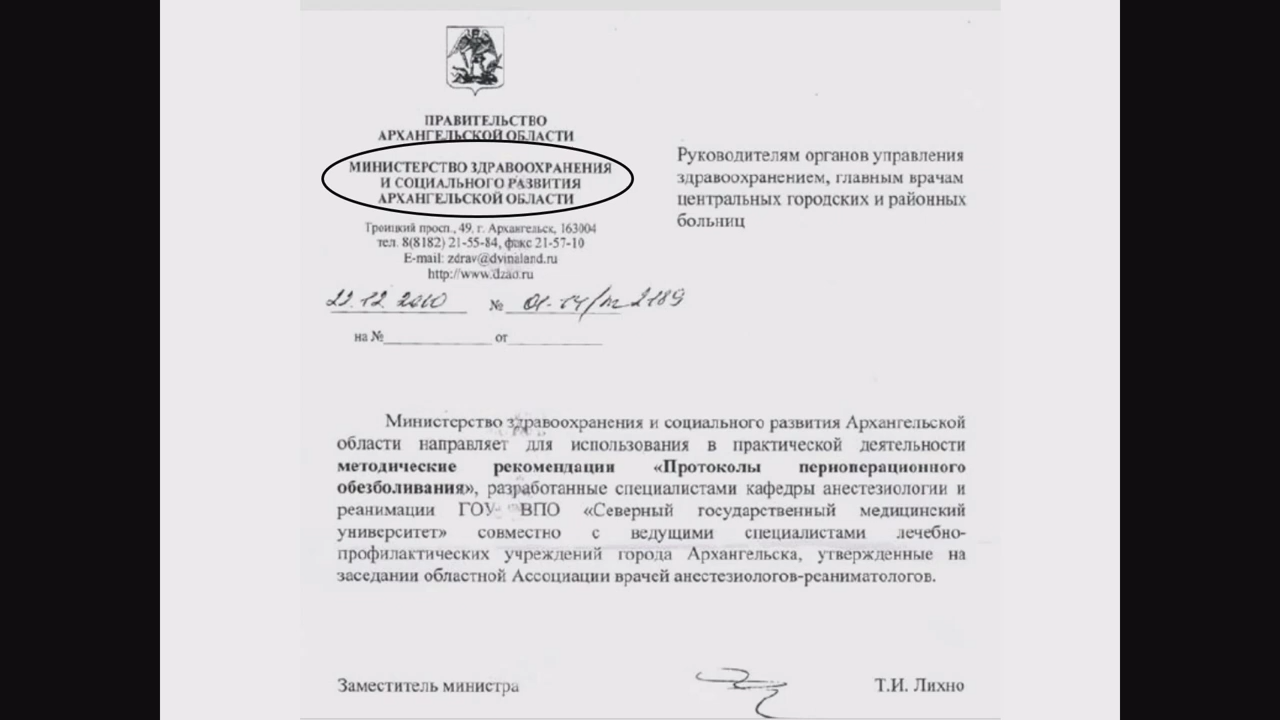 ПРАВИТЕЛЬСТВО
АРХАНГЕЛЬСКОЙ ОБЛАСТИ
МИНИСТЕРСТВО ЗДРАВООХРАНЕНИЯ
И СОЦИАЛЬНОГО РАЗВИТИЯ
АРХАНГЕЛЬСКОЙ ОБЛАСТИ
Троицкий просп., 49, г. Архангельск, 163004
тел. 8(8182) 21-55-84, факс 21-57-10
E-mail: zdrav@dvinaland.ru
http://www.dzao.ru
22.12.2010 №
на № от
Руководителям органов управления
здравоохранением, главным врачам
центральных городских и районных
больниц
Министерство здравоохранения и социального развития Архангельской
области направляет для использования в практической деятельности
методические рекомендации «Протоколы периоперационного
обезболивания», разработанные специалистами кафедры анестезиологии и
реанимации ГОУ ВПО «Северный государственный медицинский
университет» совместно с ведущими специалистами лечебно-
профилактических учреждений города Архангельска, утвержденные на
заседании областной Ассоциации врачей анестезиологов-реаниматологов.
Заместитель министра Т.И. Лихно